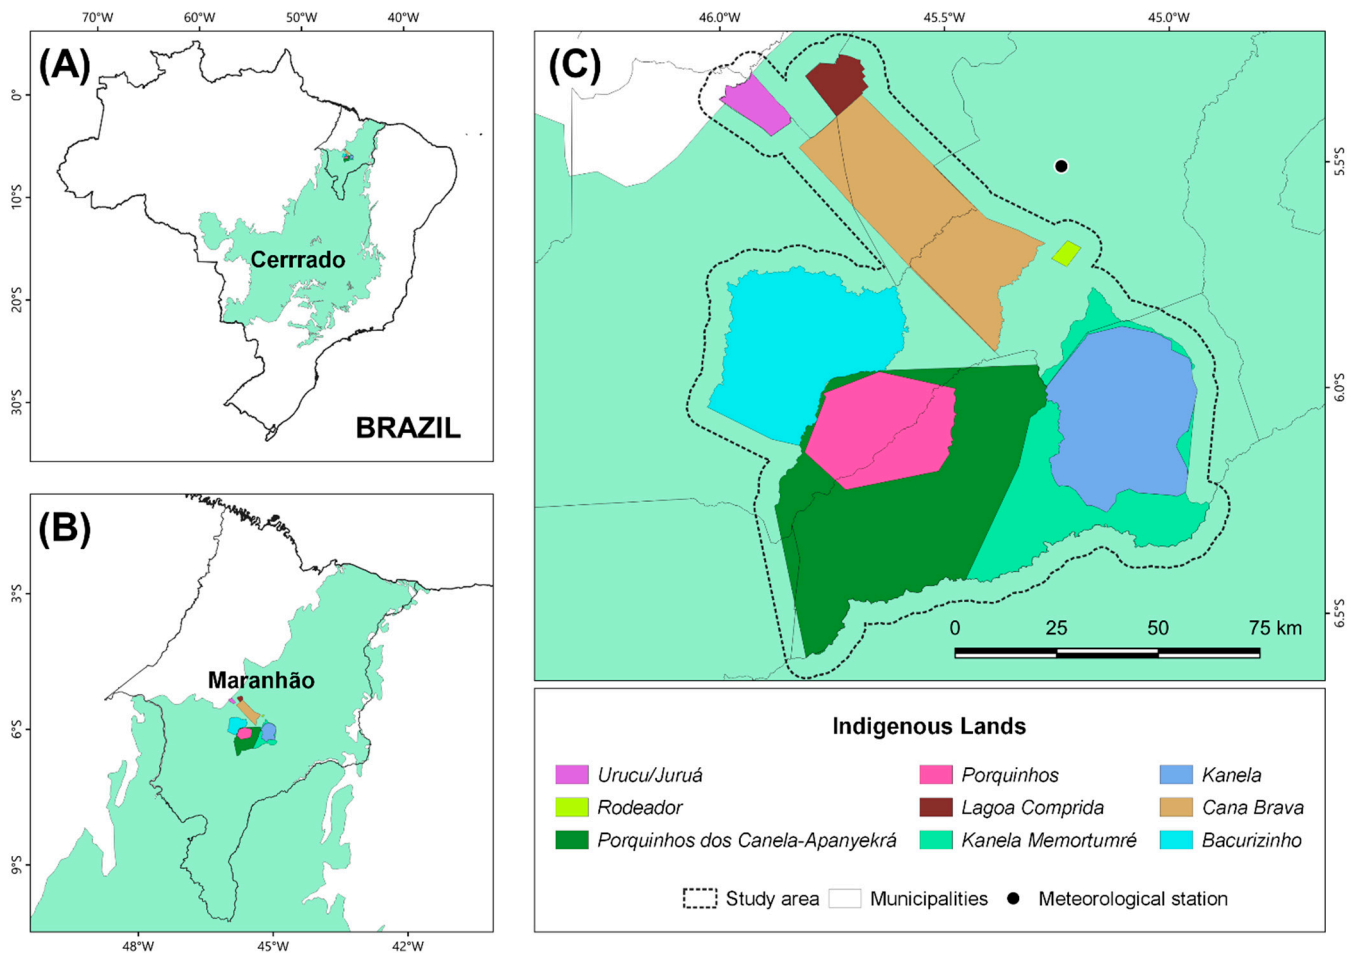 70°W 60°W 50°W 40°W
(A)
0°
10°S
20°S
30°S
Cerrrado
BRAZIL
(B)
3°S
6°S
9°S
Maranhão
48°W 45°W 42°W
46.0°W 45.5°W 45.0°W
(C)
5.5°S
6.0°S
6.5°S
0 25 50 75 km
Indigenous Lands
Urucu/Juruá Porquinhos Kanela
Rodeador Lagoa Comprida Cana Brava
Porquinhos dos Canela-Apanyekrá Kanela Memortumré Bacurizinho
Study area Municipalities Meteorological station